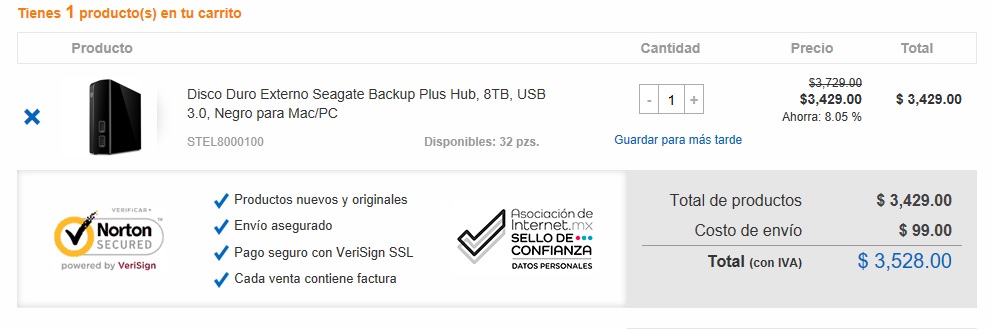 Tienes 1 producto(s) en tu carrito
Producto Cantidad Precio Total
Disco Duro Externo Seagate Backup Plus Hub, 8TB, USB
3.0, Negro para Mac/PC
STEL8000100 Disponibles: 32 pzs.
- 1 +
Guardar para más tarde
$3,729.00
$3,429.00
Ahorra: 8.05 %
$ 3,429.00
VERIFICAR+
Norton
SECURED
powered by VeriSign
Productos nuevos y originales
Envío asegurado
Pago seguro con VeriSign SSL
Cada venta contiene factura
Asociación de
Internet.mx
SELLO DE
CONFIANZA
DATOS PERSONALES
Total de productos $ 3,429.00
Costo de envío $ 99.00
Total (con IVA) $ 3,528.00